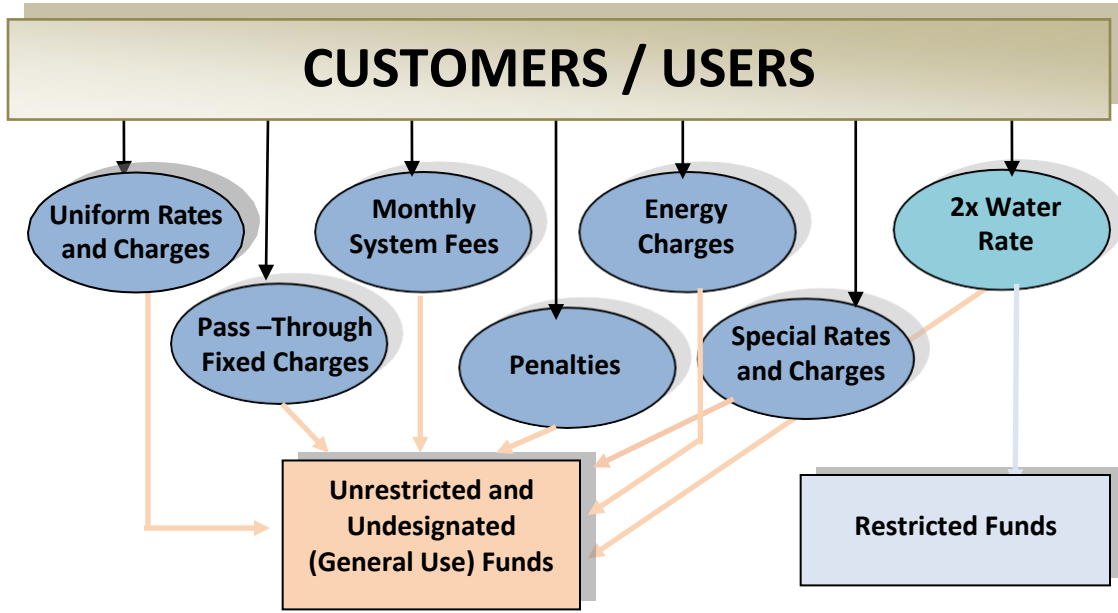 CUSTOMERS / USERS
Uniform Rates
and Charges
Monthly
System Fees
Energy
Charges
2x Water
Rate
Pass –Through
Fixed Charges
Penalties
Special Rates
and Charges
Unrestricted and
Undesignated
(General Use) Funds
Restricted Funds